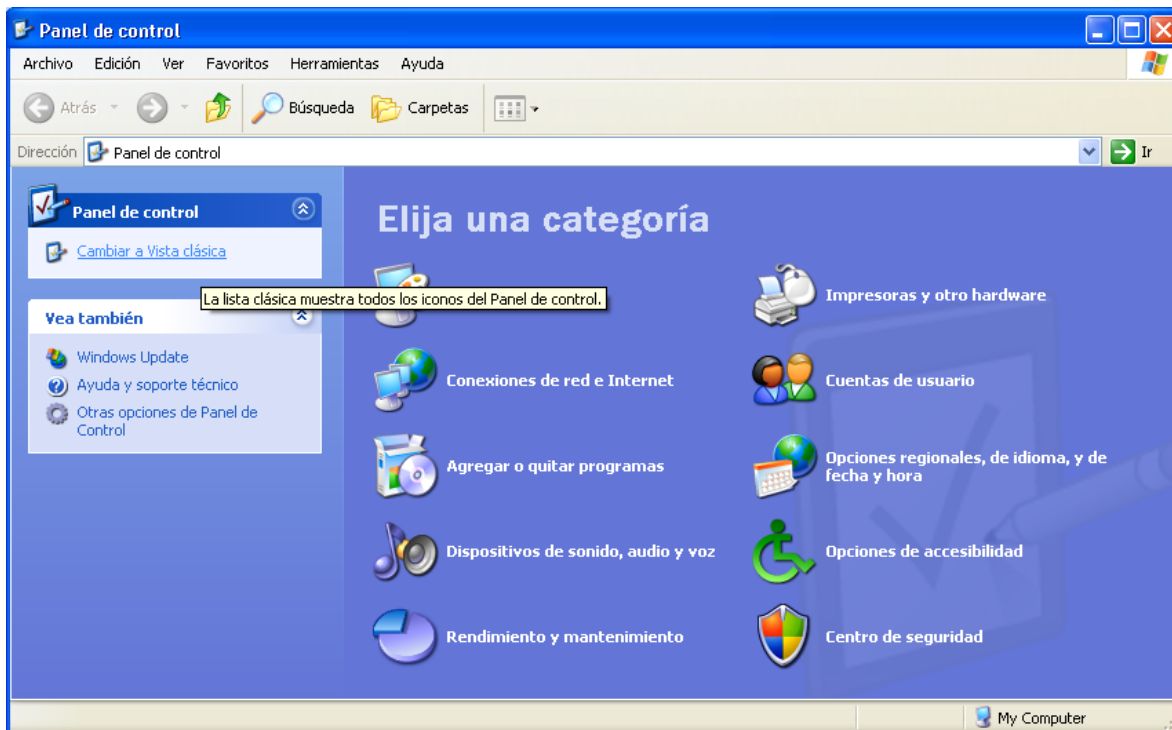 Panel de control
Archivo Edición Ver Favoritos Herramientas Ayuda
Atrás Búsqueda Carpetas
Dirección Panel de control Ir
Panel de control
Cambiar a Vista clásica
La lista clásica muestra todos los iconos del Panel de control.
Vea también
Windows Update
Ayuda y soporte técnico
Otras opciones de Panel de
Control
Elija una categoría
Impresoras y otro hardware
Conexiones de red e Internet
Cuentas de usuario
Agregar o quitar programas
Opciones regionales, de idioma, y de
fecha y hora
Dispositivos de sonido, audio y voz
Opciones de accesibilidad
Rendimiento y mantenimiento
Centro de seguridad
My Computer